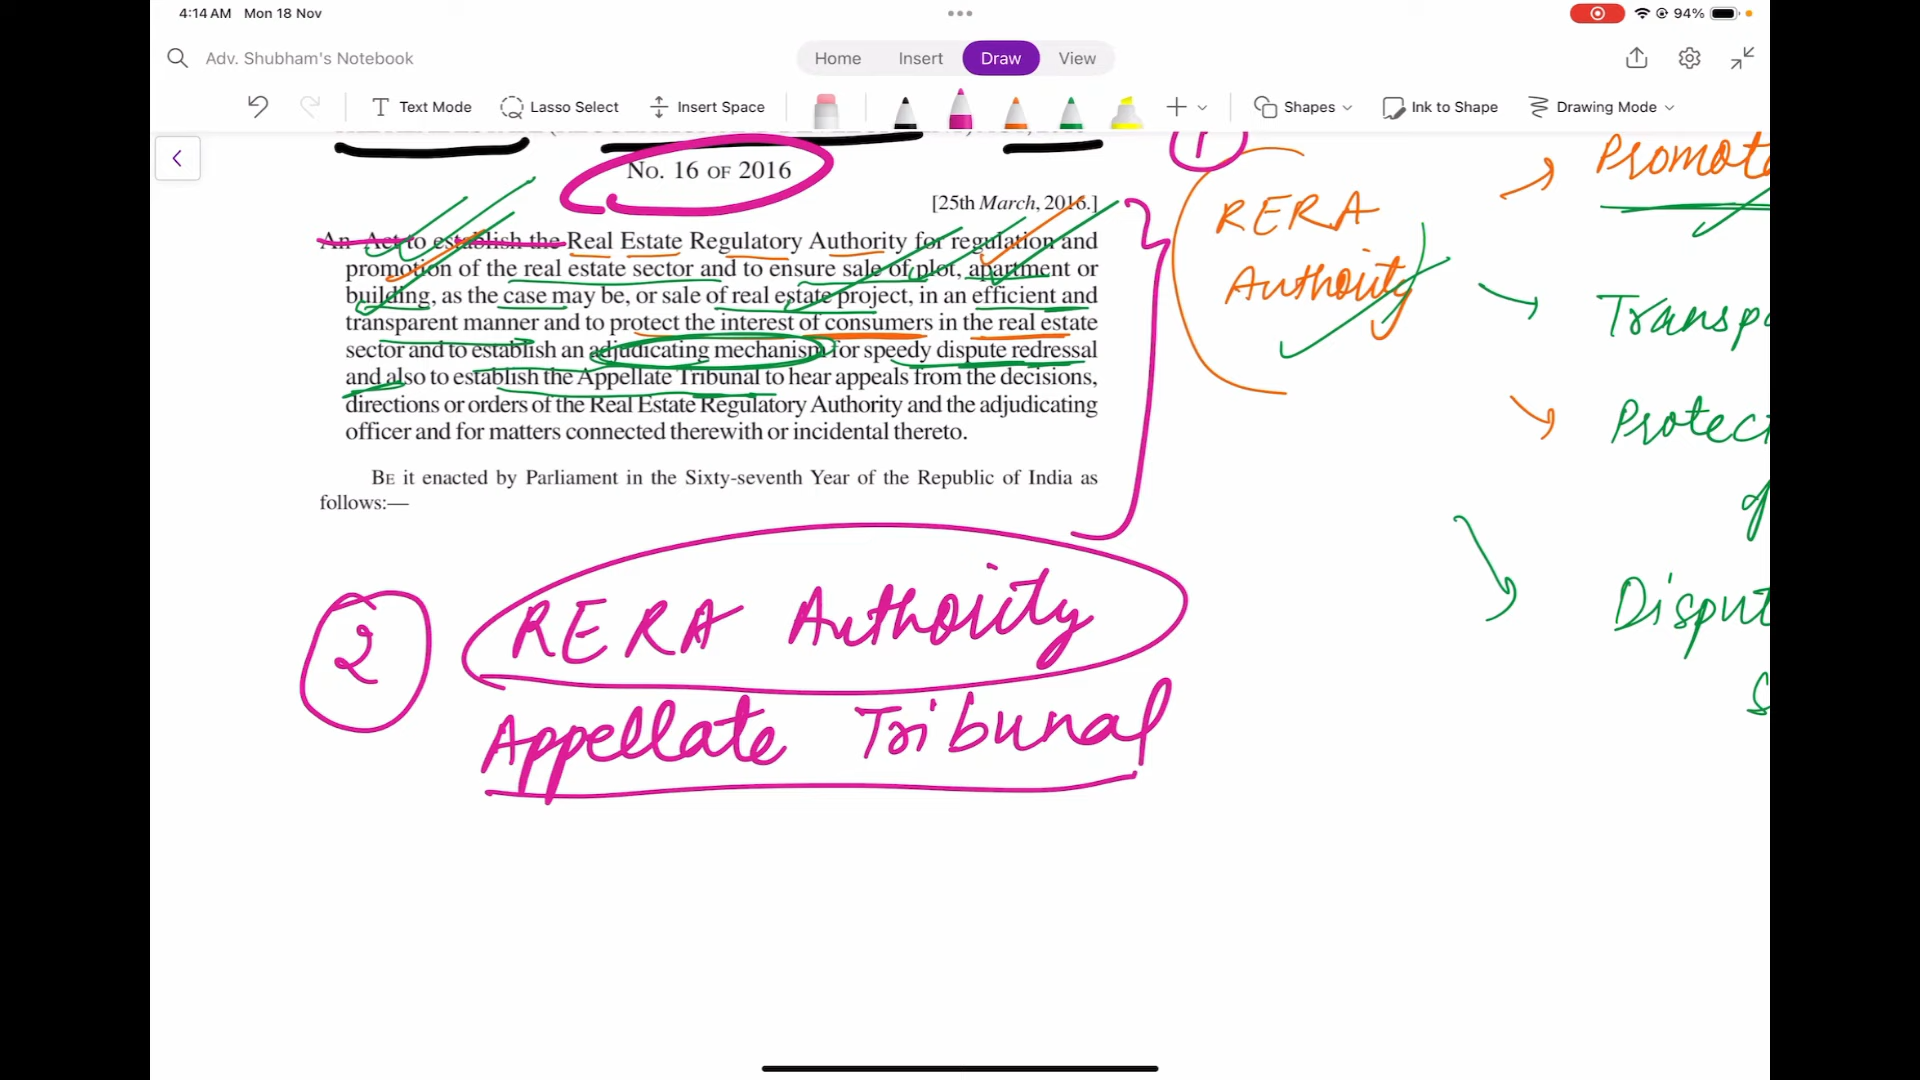 4:14 AM Mon 18 Nov
94%
Adv. Shubham's Notebook
Home Insert Draw View
Text Mode Lasso Select Insert Space Shapes Ink to Shape Drawing Mode
No. 16 OF 2016
[25th March, 2016.]
An Act to establish the Real Estate Regulatory Authority for regulation and
promotion of the real estate sector and to ensure sale of plot, apartment or
building, as the case may be, or sale of real estate project, in an efficient and
transparent manner and to protect the interest of consumers in the real estate
sector and to establish an adjudicating mechanism for speedy dispute redressal
and also to establish the Appellate Tribunal to hear appeals from the decisions,
directions or orders of the Real Estate Regulatory Authority and the adjudicating
officer and for matters connected therewith or incidental thereto.
BE it enacted by Parliament in the Sixty-seventh Year of the Republic of India as
follows:—
2 RERA Authority
Appellate Tribunal
1
RERA
Authority
Promot
Transp
Protec
of
Disput
S